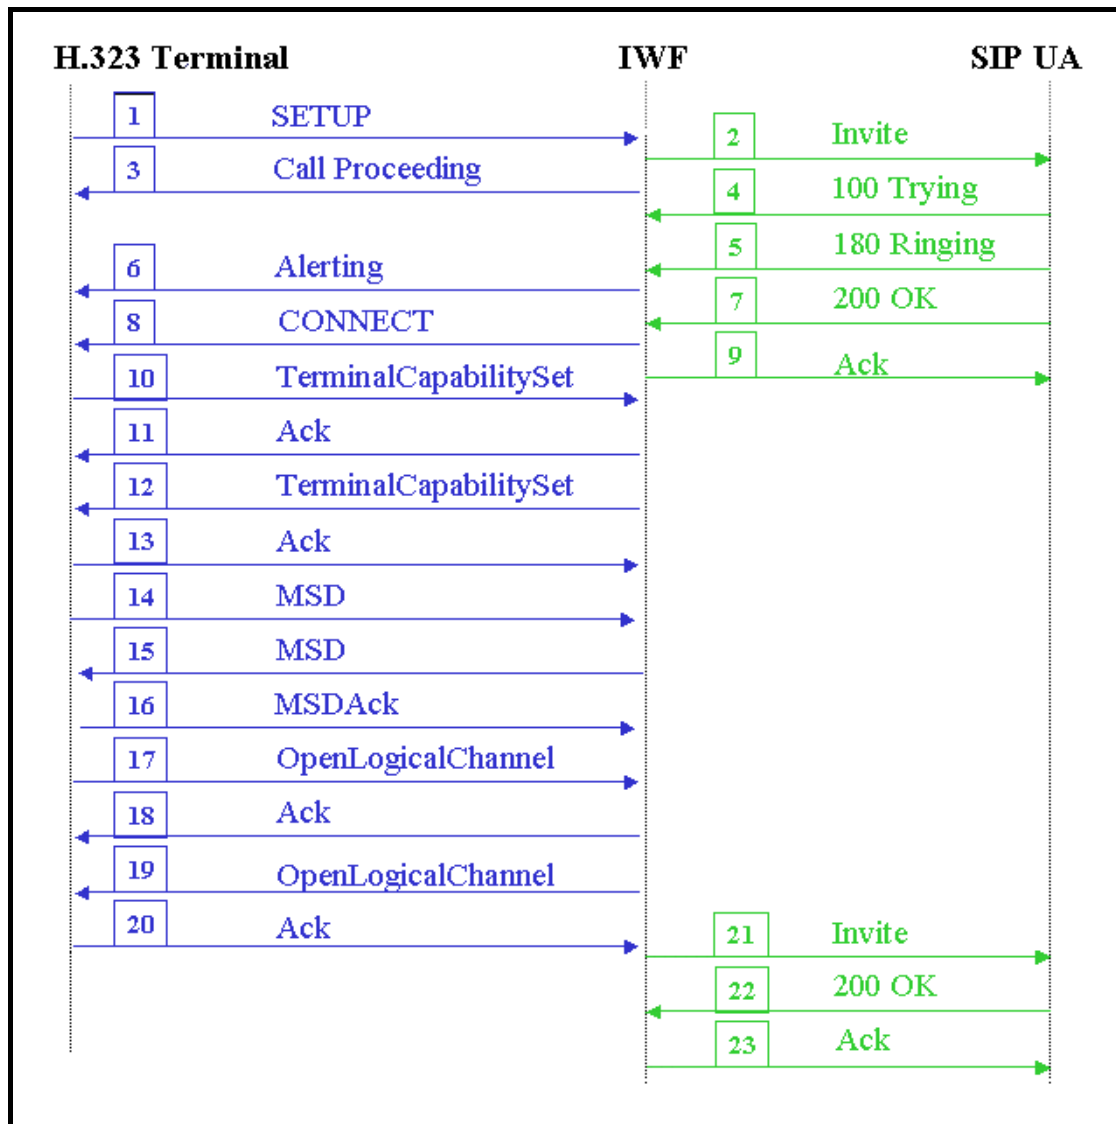 H.323 Terminal IWF SIP UA
1 SETUP
2 Invite
3 Call Proceeding
4 100 Trying
5 180 Ringing
6 Alerting
7 200 OK
8 CONNECT
9 Ack
10 TerminalCapabilitySet
11 Ack
12 TerminalCapabilitySet
13 Ack
14 MSD
15 MSD
16 MSDAck
17 OpenLogicalChannel
18 Ack
19 OpenLogicalChannel
20 Ack
21 Invite
22 200 OK
23 Ack